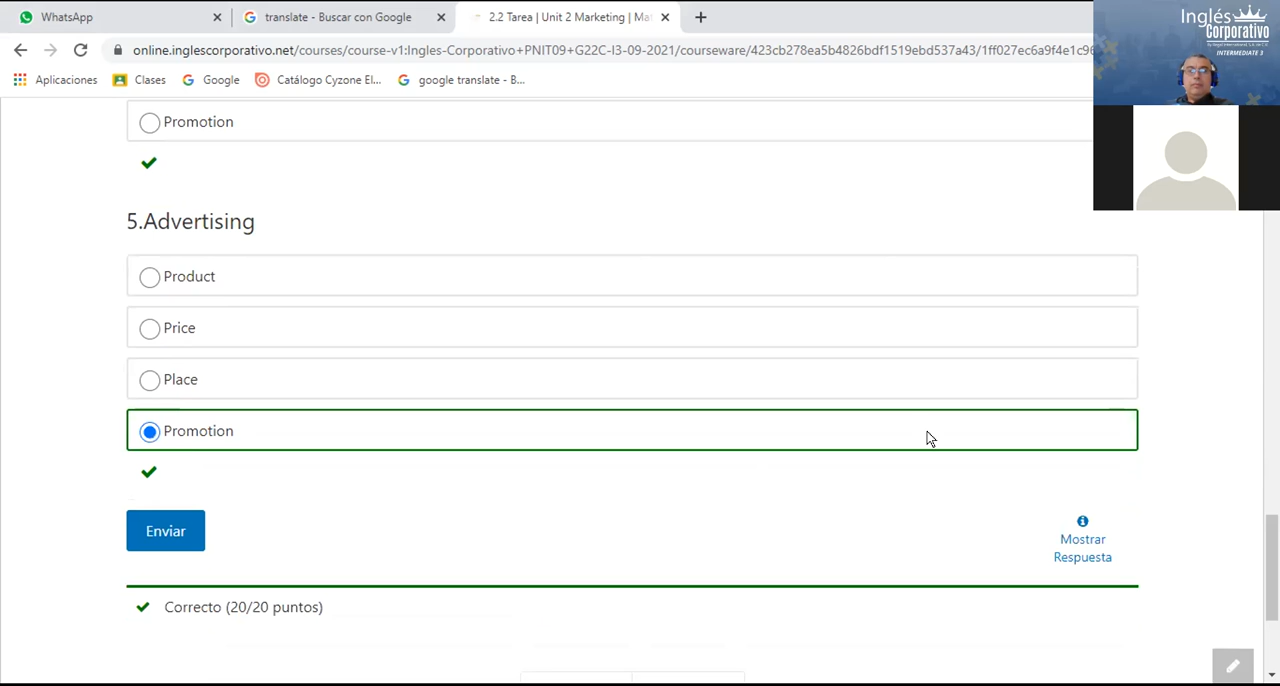 WhatsApp
translate - Buscar con Google
2.2 Tarea | Unit 2 Marketing | Mat
online.inglescorporativo.net/courses/course-v1:Ingles-Corporativo+PNIT09+G22C-I3-09-2021/courseware/423cb278ea5b4826bdf1519ebd537a43/1ff027ec6a9f4e1c96
Aplicaciones
Clases
Google
Catálogo Cyzone El...
google translate - B...
Inglés
Corporativo
INTERMEDIATE 3
Promotion
5.Advertising
Product
Price
Place
Promotion
Enviar
Mostrar
Respuesta
Correcto (20/20 puntos)